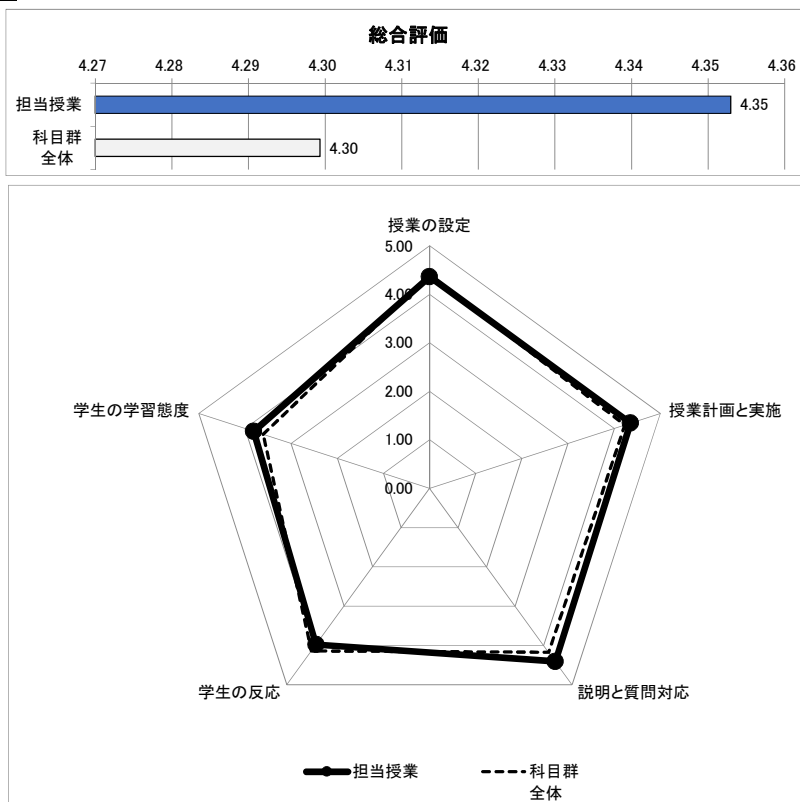 総合評価
4.27 4.28 4.29 4.30 4.31 4.32 4.33 4.34 4.35 4.36
担当授業 4.35
科目群
全体 4.30
授業の設定
5.00
4.00
3.00
2.00
1.00
0.00
学生の学習態度 授業計画と実施
学生の反応 説明と質問対応
担当授業 科目群
全体